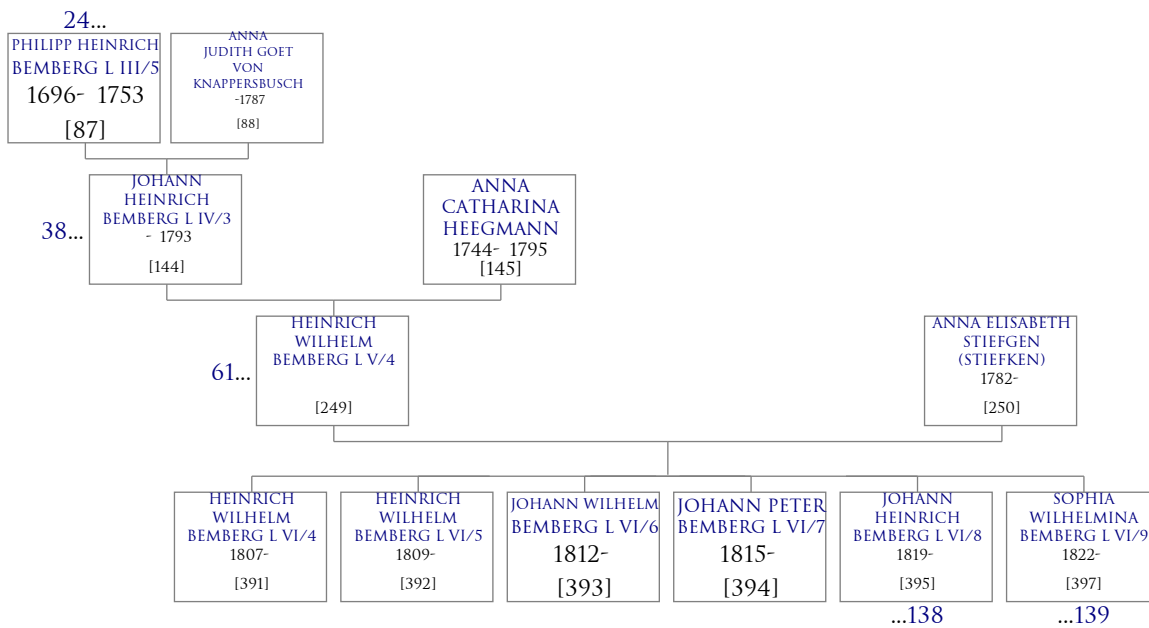 24...
PHILIPP HEINRICH
BEMBERG L III/5
1696- 1753
[87]
ANNA
JUDITH GOET
VON
KNAPPERSBUSCH
-1787
[88]
38...
JOHANN
HEINRICH
BEMBERG L IV/3
- 1793
[144]
ANNA
CATHARINA
HEEGMANN
1744- 1795
[145]
61...
HEINRICH
WILHELM
BEMBERG L V/4
[249]
ANNA ELISABETH
STIEFGEN
(STIEFKEN)
1782-
[250]
HEINRICH
WILHELM
BEMBERG L VI/4
1807-
[391]
HEINRICH
WILHELM
BEMBERG L VI/5
1809-
[392]
JOHANN WILHELM
BEMBERG L VI/6
1812-
[393]
JOHANN PETER
BEMBERG L VI/7
1815-
[394]
JOHANN
HEINRICH
BEMBERG L VI/8
1819-
[395]
...138
SOPHIA
WILHELMINA
BEMBERG L VI/9
1822-
[397]
...139